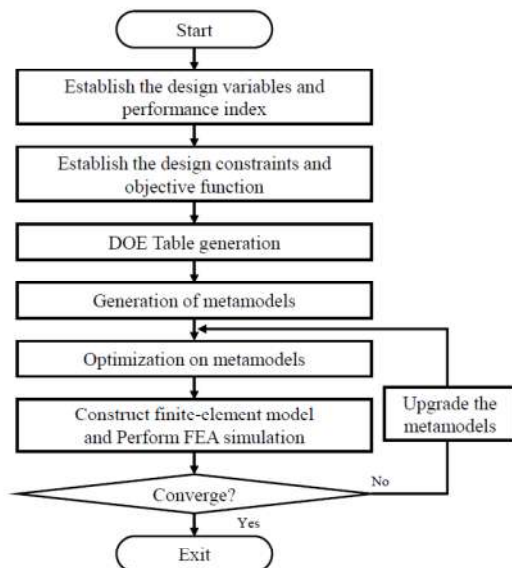 Start
Establish the design variables and
performance index
Establish the design constraints and
objective function
DOE Table generation
Generation of metamodels
Optimization on metamodels
Construct finite-element model
and Perform FEA simulation
Upgrade the
metamodels
Converge?
No
Yes
Exit